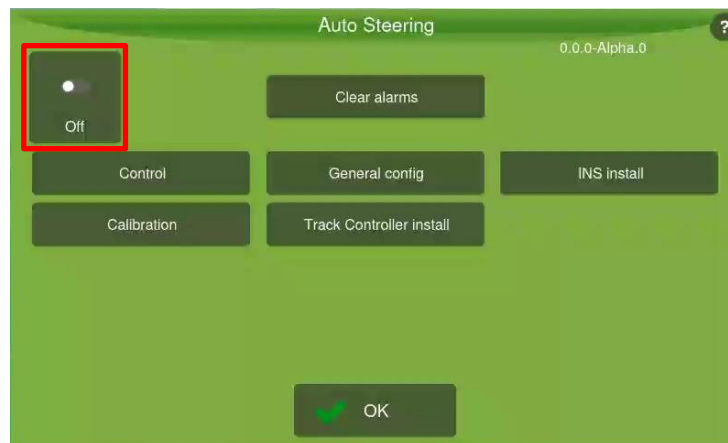 Auto Steering
?
0.0.0-Alpha.0
Off
Clear alarms
Control
General config
INS install
Calibration
Track Controller install
OK